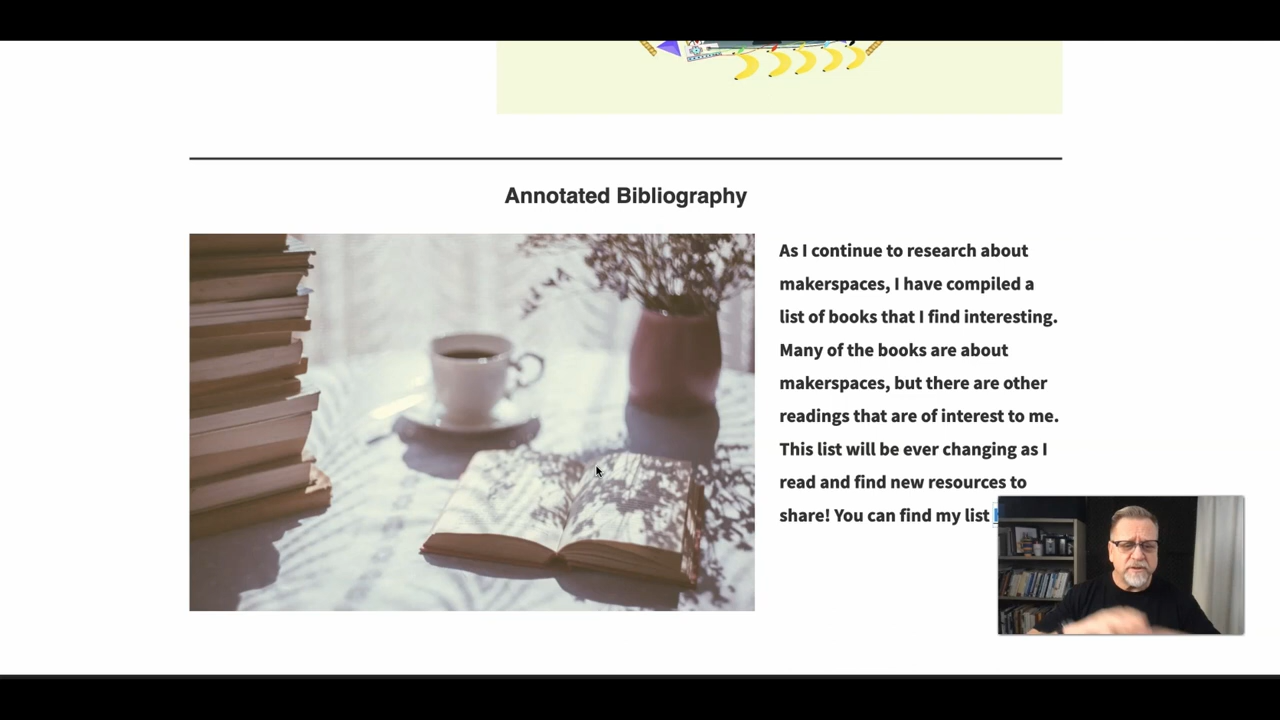 Annotated Bibliography
As I continue to research about
makerspaces, I have compiled a
list of books that I find interesting.
Many of the books are about
makerspaces, but there are other
readings that are of interest to me.
This list will be ever changing as I
read and find new resources to
share! You can find my list